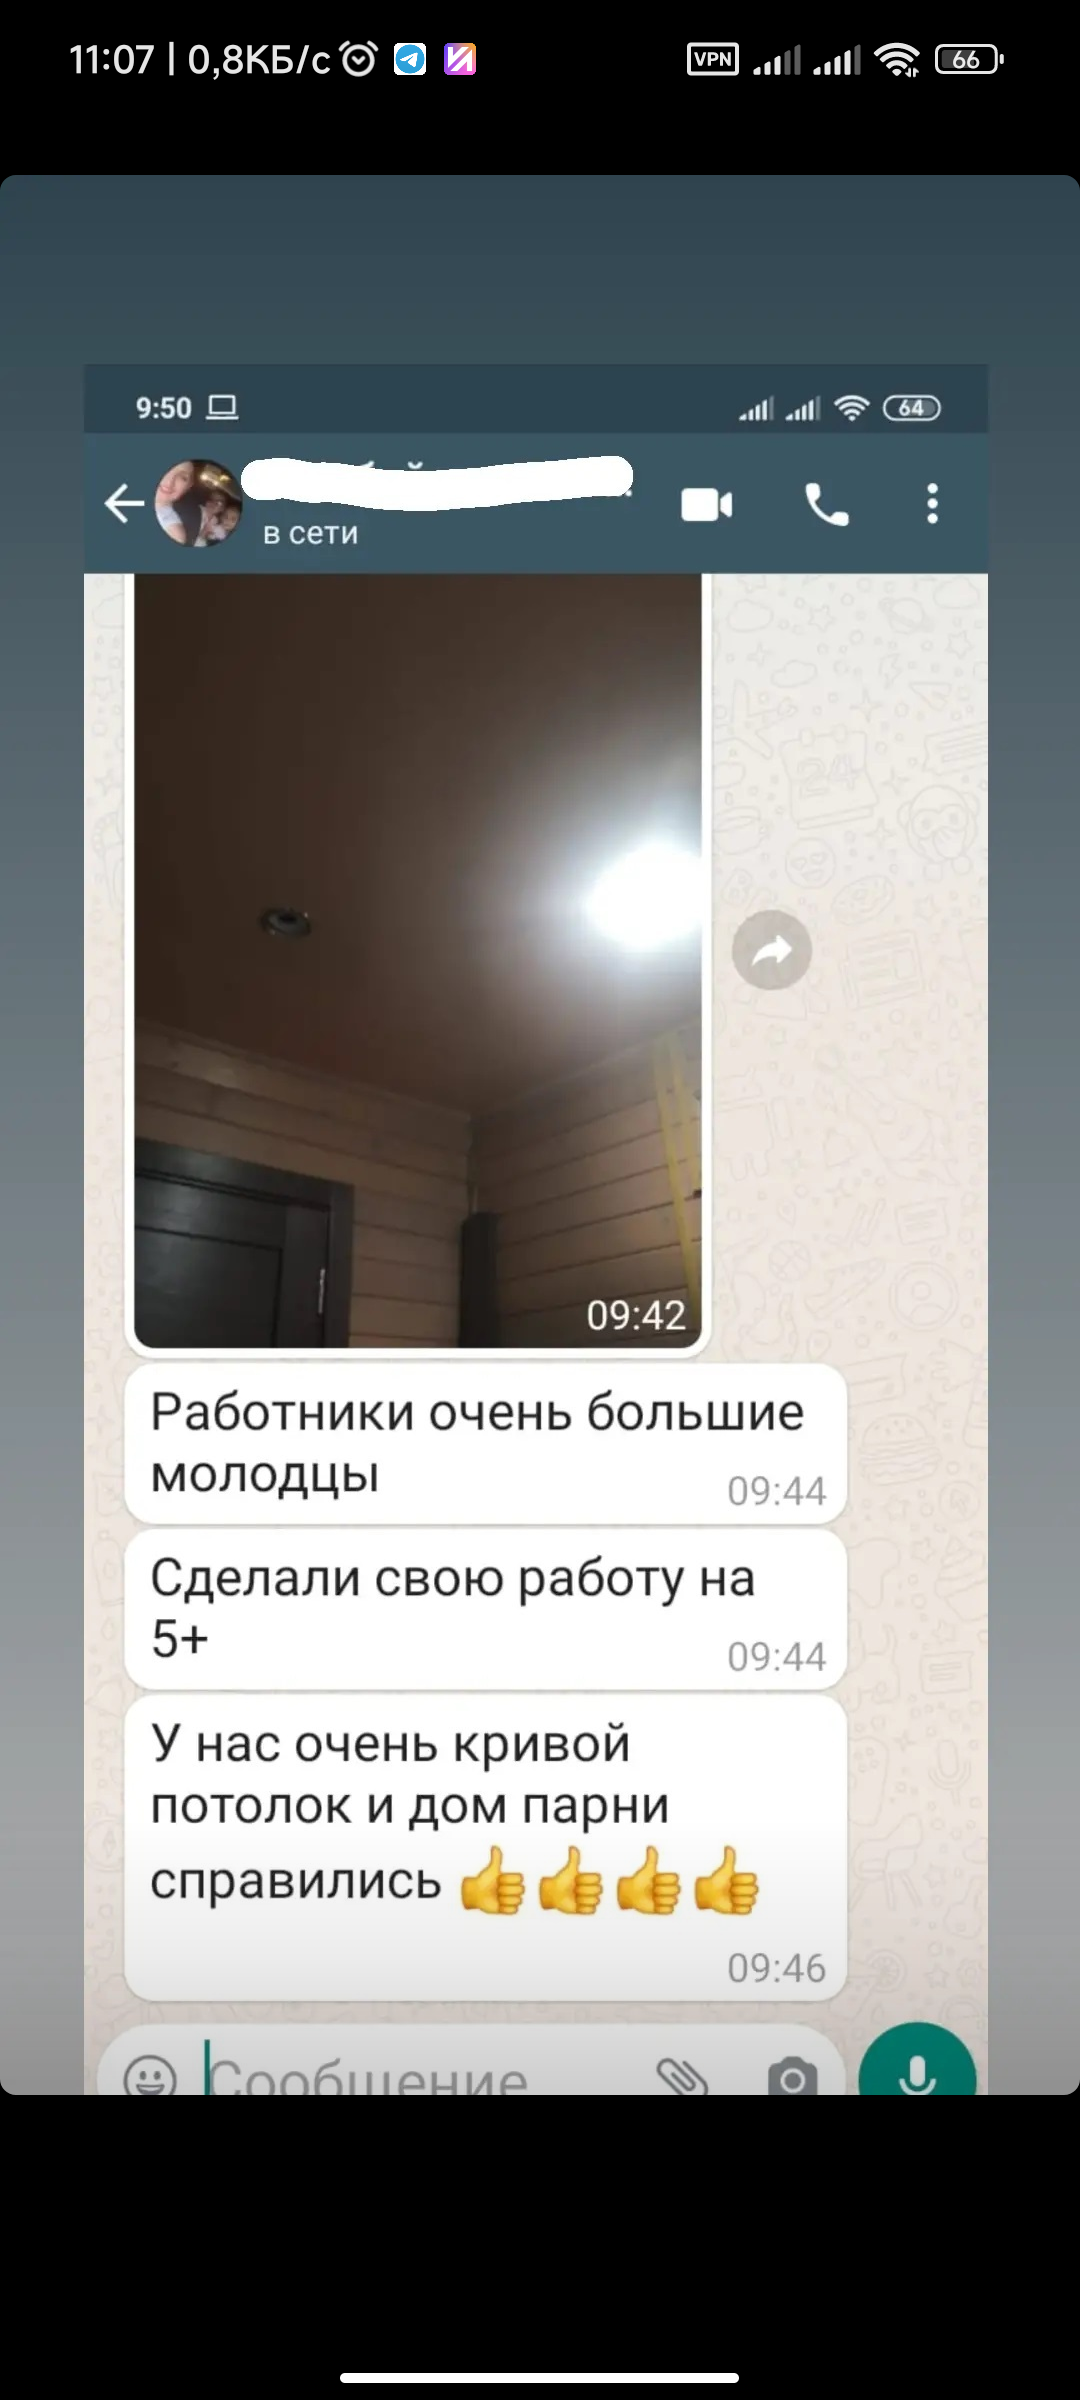 11:07 | 0,8КБ/с
VPN
66
9:50
64
в сети
09:42
Работники очень большие
молодцы
09:44
Сделали свою работу на
5+
09:44
У нас очень кривой
потолок и дом парни
справились 👍👍👍👍
09:46
Сообщение